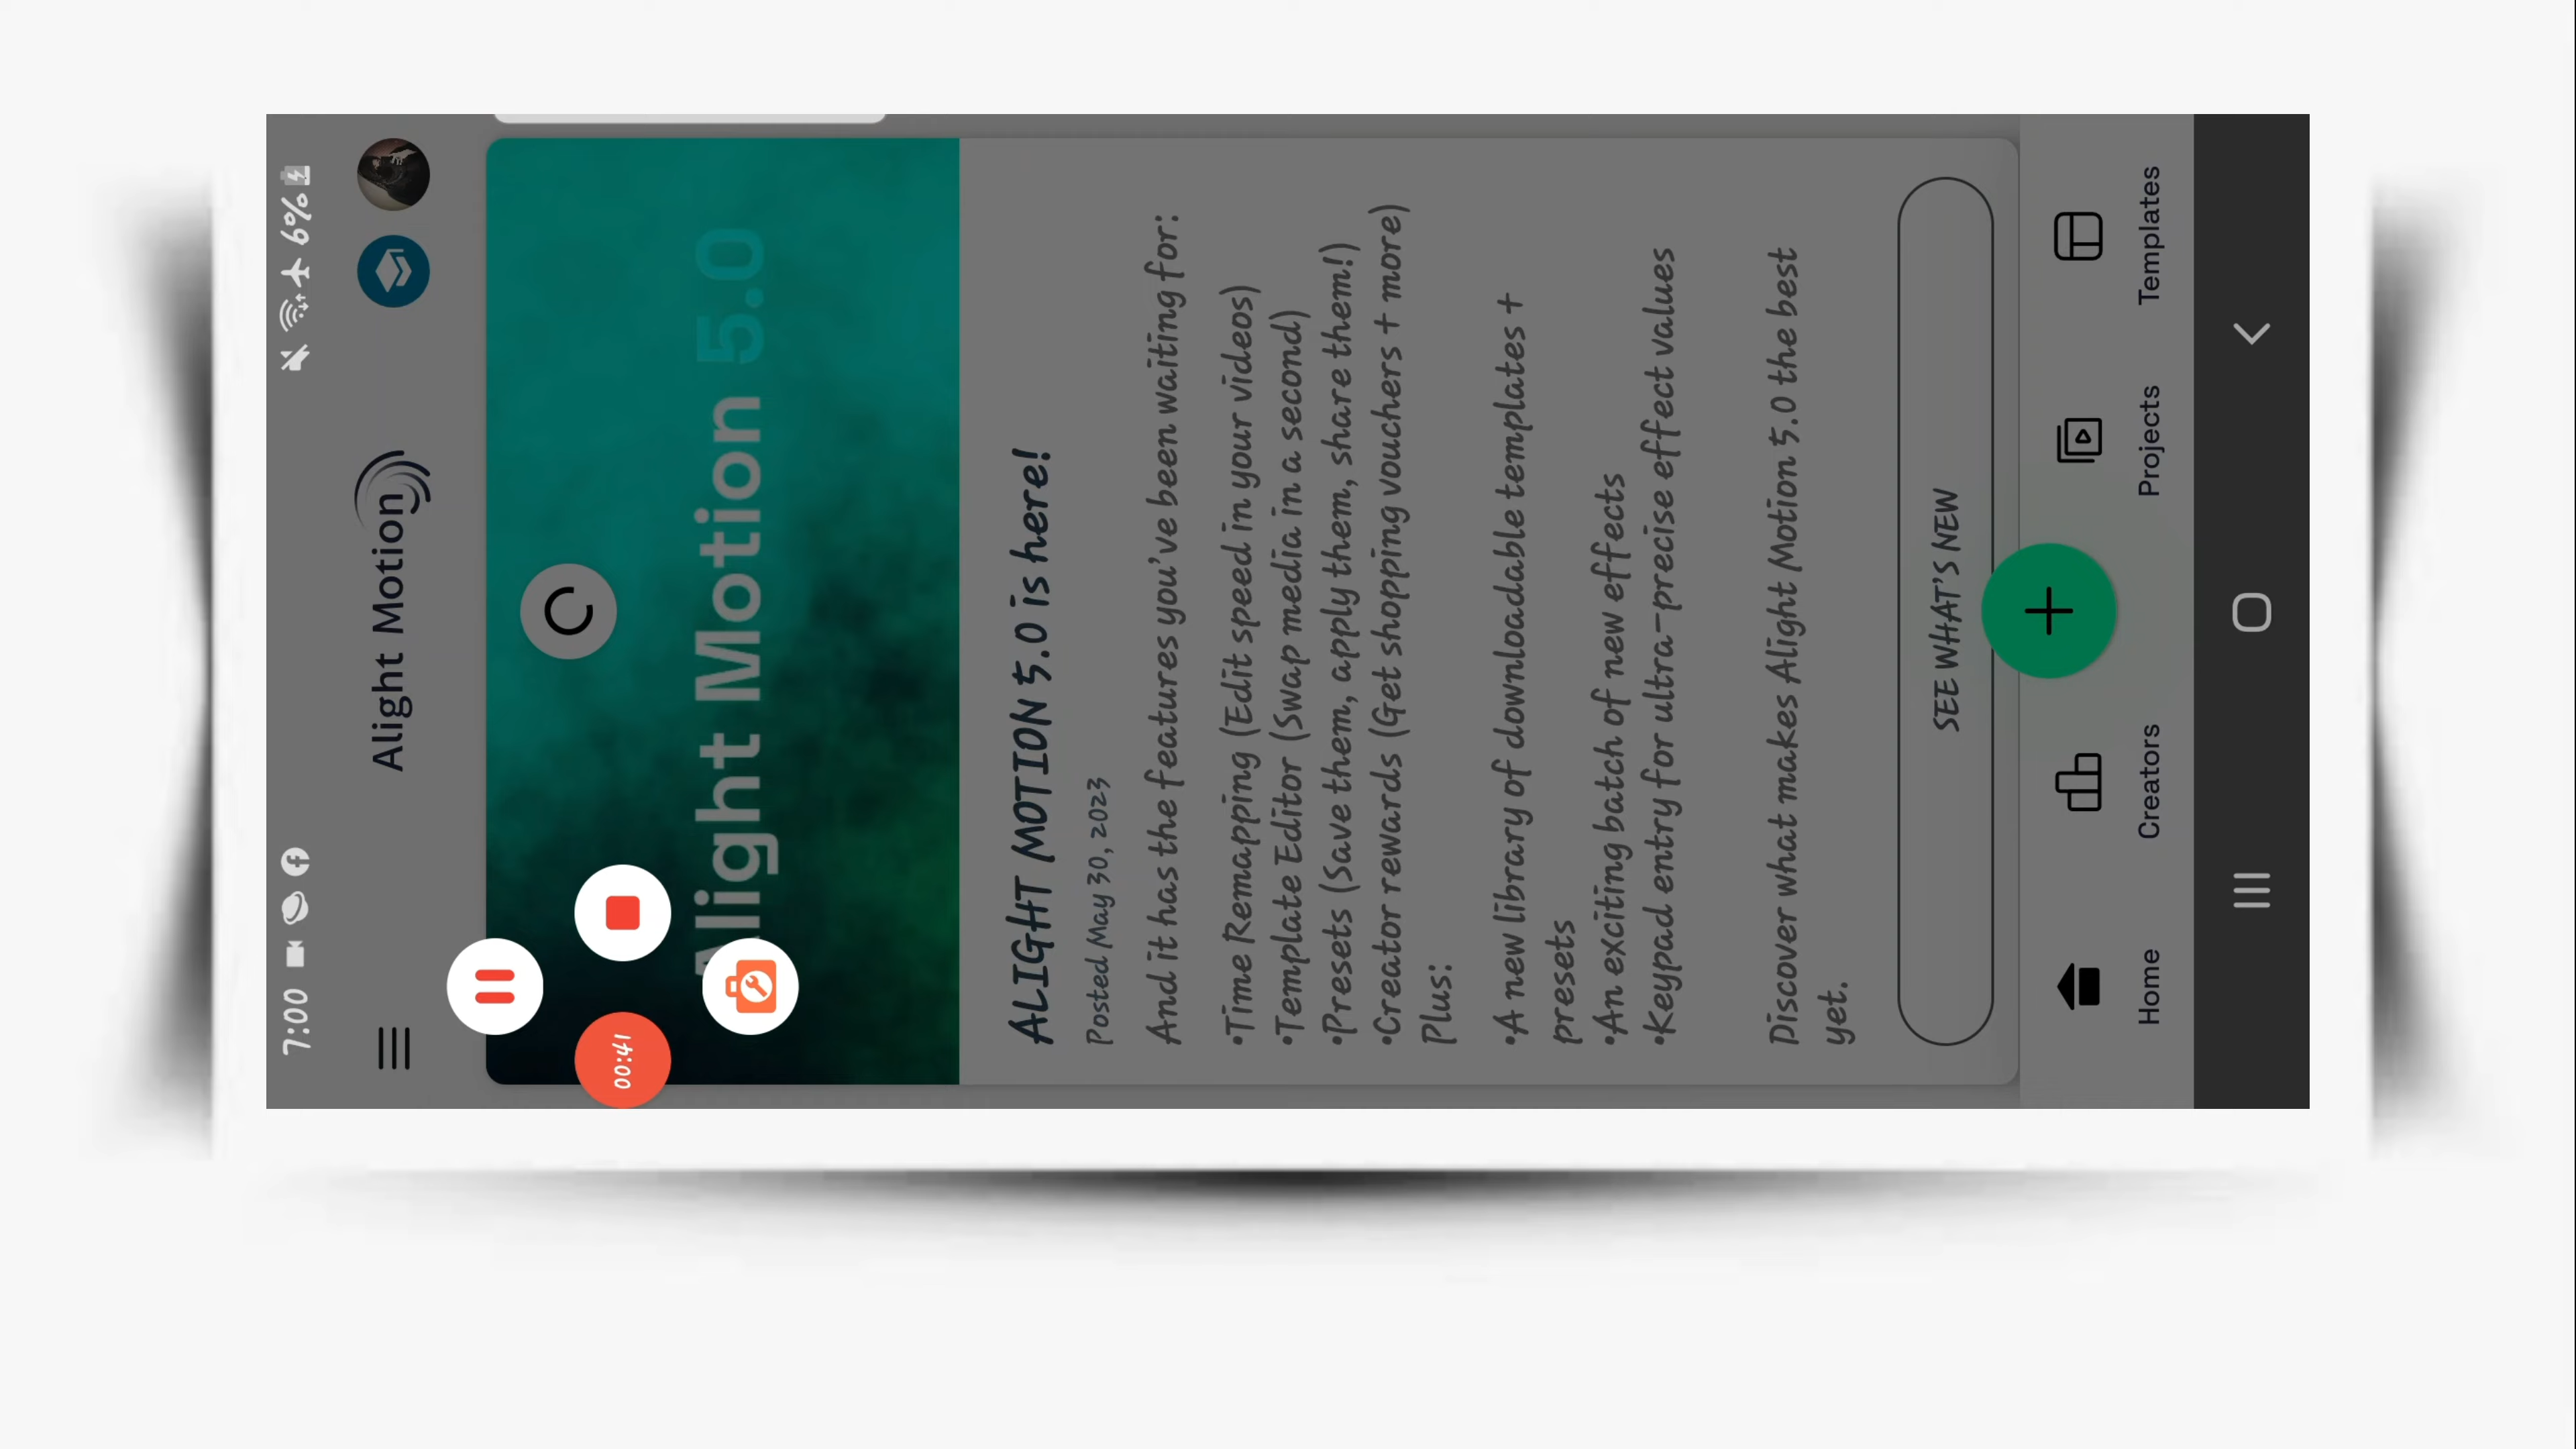 7:00
6%
Alight Motion
Alight Motion 5.0
00:41
ALIGHT MOTION 5.0 is here!
Posted May 30, 2023
And it has the features you've been waiting for:
•Time Remapping (Edit speed in your videos)
•Template Editor (Swap media in a second)
•Presets (Save them, apply them, share them!)
•Creator rewards (Get shopping vouchers + more)
Plus:
•A new library of downloadable templates +
presets
•An exciting batch of new effects
•Keypad entry for ultra-precise effect values
Discover what makes Alight Motion 5.0 the best
yet.
SEE WHAT'S NEW
Home
Creators
Projects
Templates